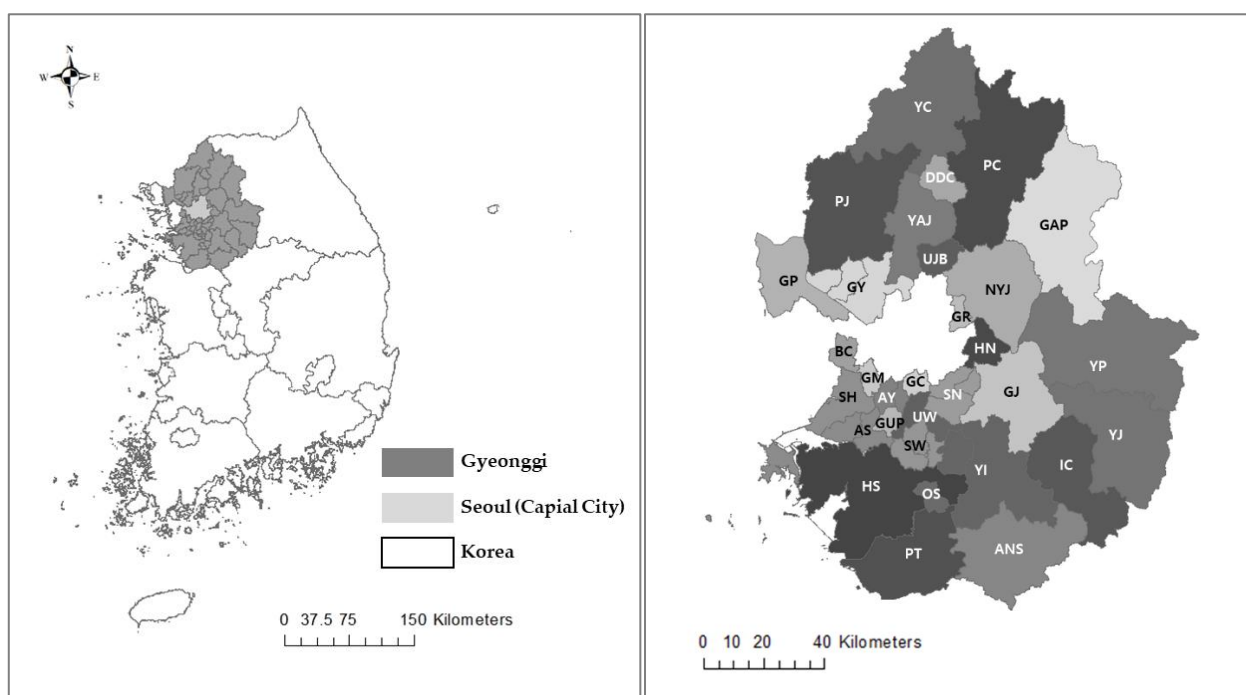 N
W E
S
Gyeonggi
Seoul (Capial City)
Korea
0 37.5 75 150 Kilometers
YC
PC
DDC
PJ
GAP
YAJ
UJB
GP
GY
NYJ
GR
HN
BC
YP
GM
GC
GJ
SH
AY
SN
UW
GUP
AS
YJ
SW
YI
IC
HS
OS
PT
ANS
0 10 20 40 Kilometers